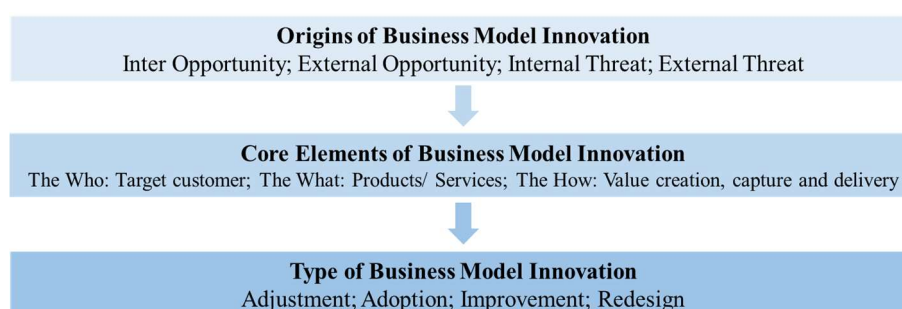 Origins of Business Model Innovation
Inter Opportunity; External Opportunity; Internal Threat; External Threat
Core Elements of Business Model Innovation
The Who: Target customer; The What: Products/ Services; The How: Value creation, capture and delivery
Type of Business Model Innovation
Adjustment; Adoption; Improvement; Redesign